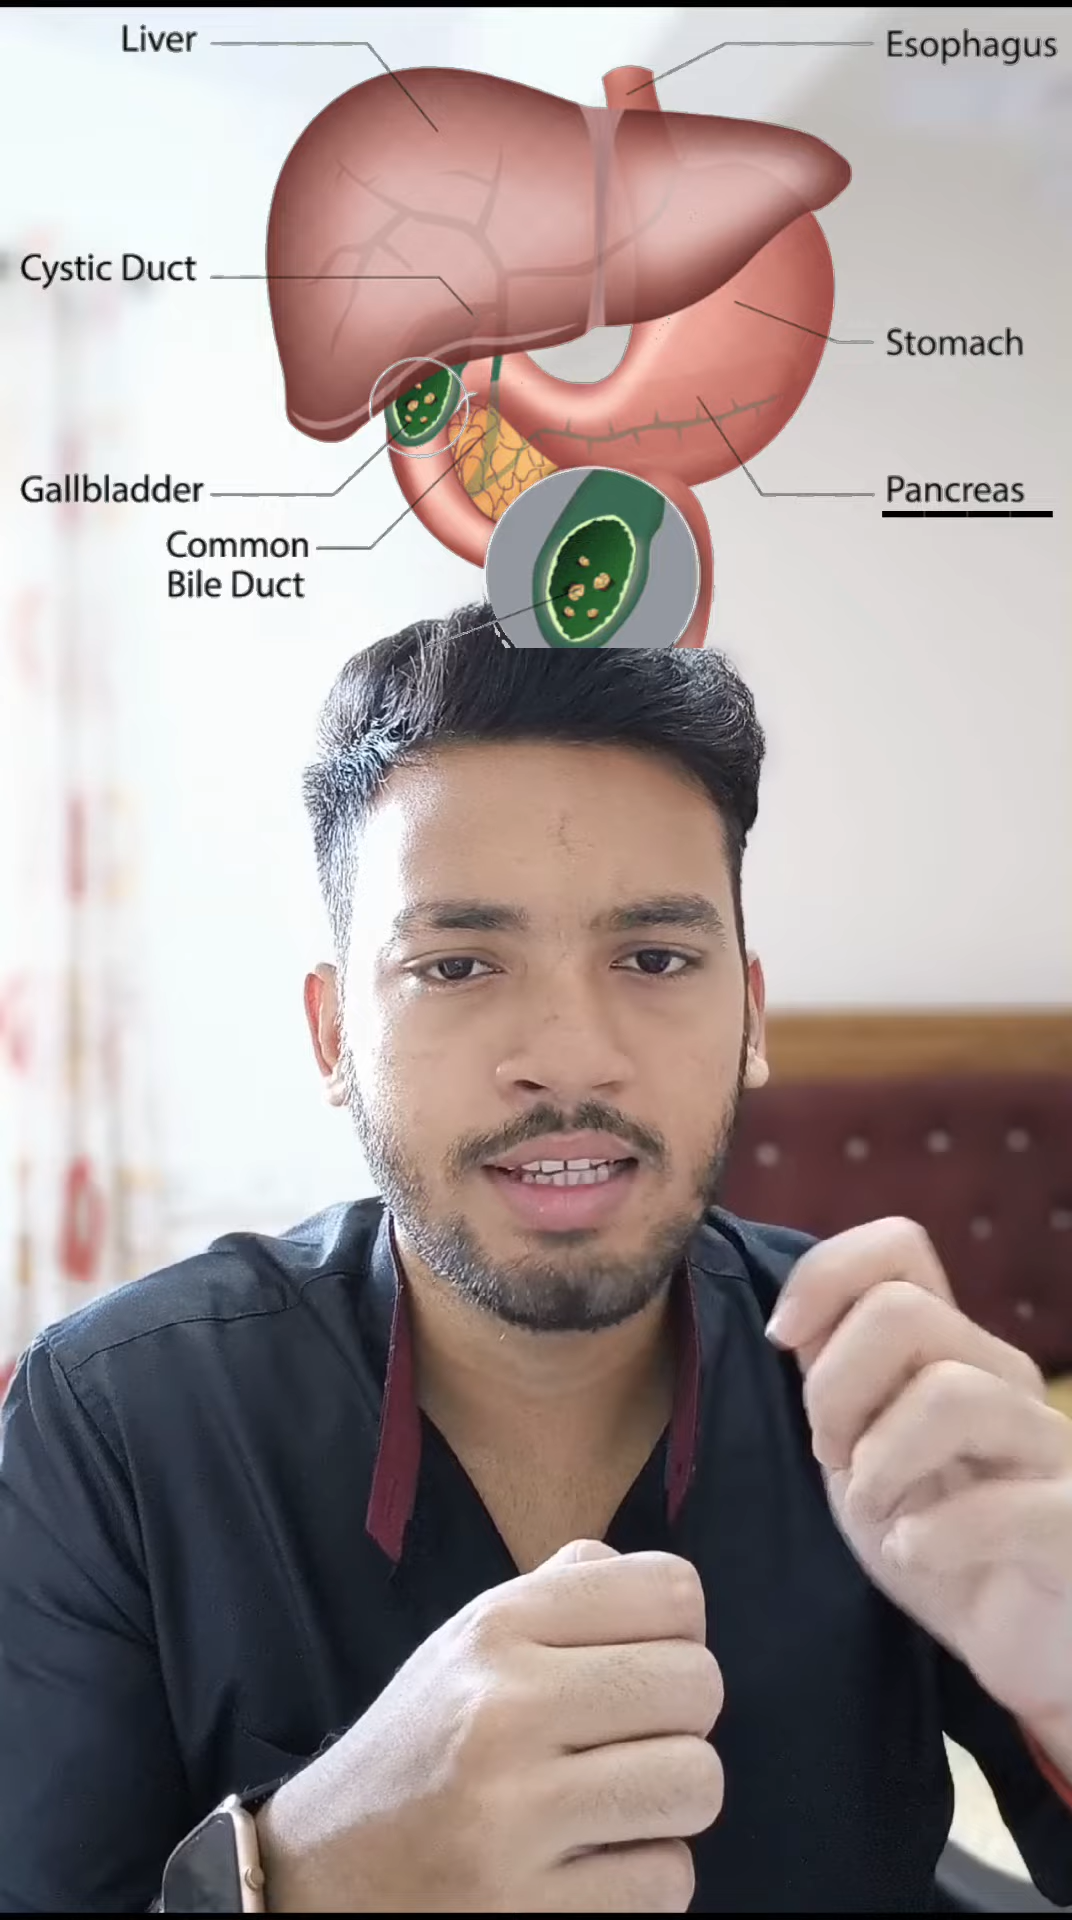 Liver
Esophagus
Cystic Duct
Stomach
Gallbladder
Pancreas
Common
Bile Duct